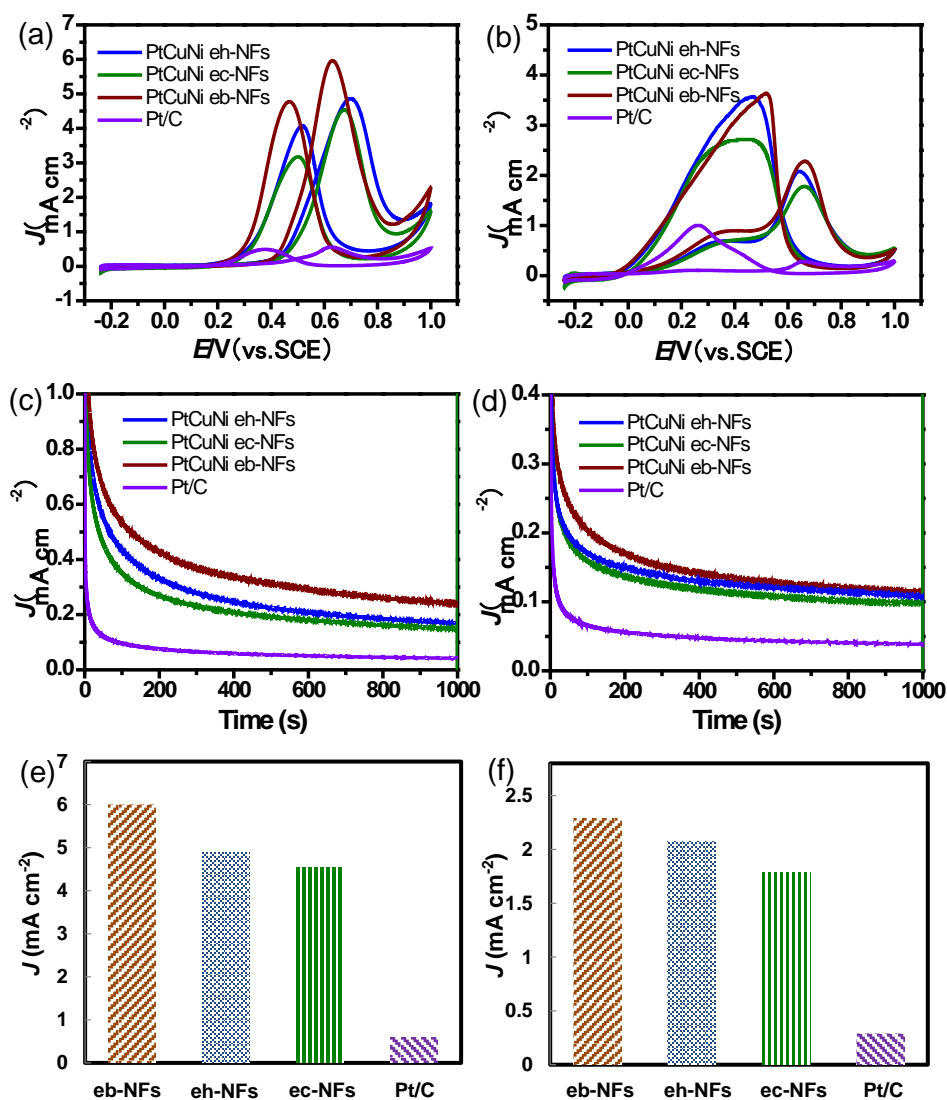 (a)
PtCuNi eh-NFs
PtCuNi ec-NFs
PtCuNi eb-NFs
Pt/C
J(mA cm-2)
7
6
5
4
3
2
1
0
-1
-0.2 0.0 0.2 0.4 0.6 0.8 1.0
E/V(vs.SCE)
(b)
PtCuNi eh-NFs
PtCuNi ec-NFs
PtCuNi eb-NFs
Pt/C
J(mA cm-2)
5
4
3
2
1
0
-0.2 0.0 0.2 0.4 0.6 0.8 1.0
E/V(vs.SCE)
(c)
PtCuNi eh-NFs
PtCuNi ec-NFs
PtCuNi eb-NFs
Pt/C
J(mA cm-2)
1.0
0.8
0.6
0.4
0.2
0.0
0 200 400 600 800 1000
Time (s)
(d)
PtCuNi eh-NFs
PtCuNi ec-NFs
PtCuNi eb-NFs
Pt/C
J(mA cm-2)
0.4
0.3
0.2
0.1
0.0
0 200 400 600 800 1000
Time (s)
(e)
J (mA cm-2)
7
6
5
4
3
2
1
0
eb-NFs eh-NFs ec-NFs Pt/C
(f)
J (mA cm-2)
2.5
2
1.5
1
0.5
0
eb-NFs eh-NFs ec-NFs Pt/C